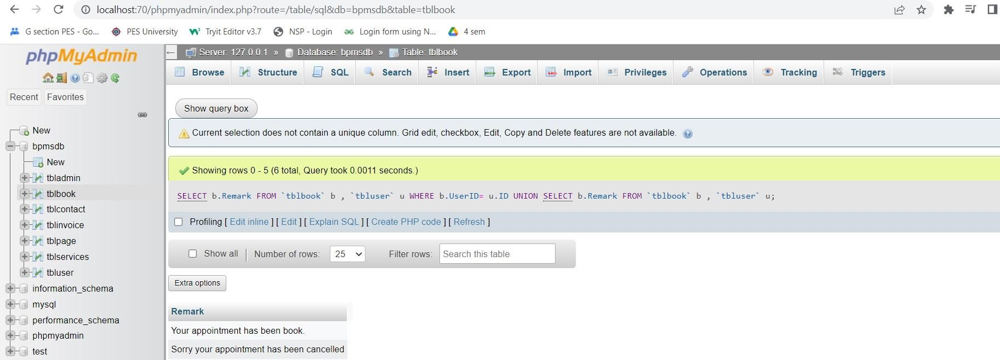 localhost:70/phpmyadmin/index.php?route=/table/sql&db=bpmsdb&table=tblbook
G section PES - Go...
PES University
Tryit Editor v3.7
NSP - Login
Login form using N...
4 sem
phpMyAdmin
Recent
Favorites
New
bpmsdb
New
tbladmin
tblbook
tblcontact
tblinvoice
tblpage
tblservices
tbluser
information_schema
mysql
performance_schema
phpmyadmin
test
Server: 127.0.0.1 » Database: bpmsdb » Table: tblbook
Browse
Structure
SQL
Search
Insert
Export
Import
Privileges
Operations
Tracking
Triggers
Show query box
Current selection does not contain a unique column. Grid edit, checkbox, Edit, Copy and Delete features are not available.
Showing rows 0 - 5 (6 total, Query took 0.0011 seconds.)
SELECT b.Remark FROM `tblbook` b , `tbluser` u WHERE b.UserID= u.ID UNION SELECT b.Remark FROM `tblbook` b , `tbluser` u;
Profiling [ Edit inline ] [ Edit ] [ Explain SQL ] [ Create PHP code ] [ Refresh ]
Show all
Number of rows: 25
Filter rows: Search this table
Extra options
Remark
Your appointment has been book.
Sorry your appointment has been cancelled